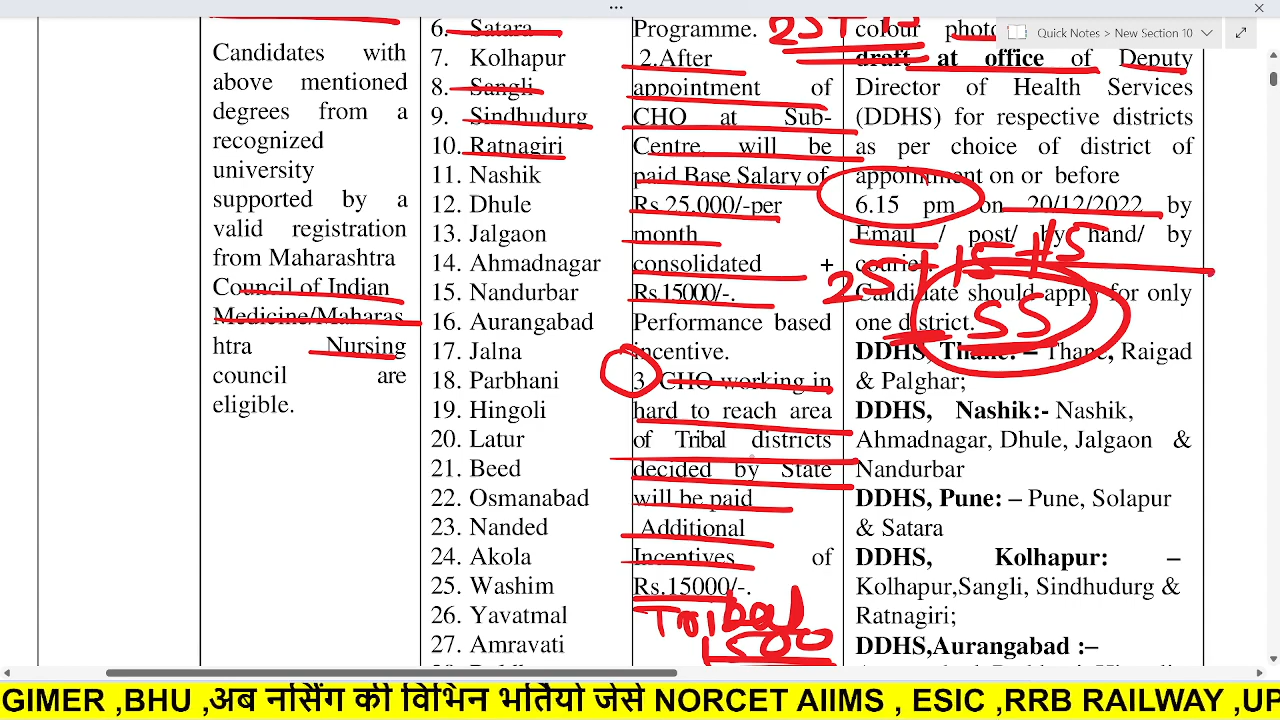 Quick Notes > New Section 10
Candidates with
above mentioned
degrees from a
recognized
university
supported by a
valid registration
from Maharashtra
Council of Indian
Medicine/Maharas
htra Nursing
council are
eligible.
6. Satara
7. Kolhapur
8. Sangli
9. Sindhudurg
10. Ratnagiri
11. Nashik
12. Dhule
13. Jalgaon
14. Ahmadnagar
15. Nandurbar
16. Aurangabad
17. Jalna
18. Parbhani
19. Hingoli
20. Latur
21. Beed
22. Osmanabad
23. Nanded
24. Akola
25. Washim
26. Yavatmal
27. Amravati
Programme.
2.After
appointment of
CHO at Sub-
Centre, will be
paid Base Salary of
Rs.25,000/-per
month
consolidated +
Rs.15000/-.
Performance based
incentive.
3. CHO working in
hard to reach area
of Tribal districts
decided by State
will be paid
Additional
Incentives of
Rs.15000/-.
Tribal
1500
25+15
colour
draft at office of Deputy
Director of Health Services
(DDHS) for respective districts
as per choice of district of
appointment on or before
6.15 pm on 20/12/2022 by
Email / post/ by hand/ by
courier.
25+15+15
55
Candidate should apply for only
one district.
DDHS, Thane: – Thane, Raigad
& Palghar;
DDHS, Nashik:- Nashik,
Ahmadnagar, Dhule, Jalgaon &
Nandurbar
DDHS, Pune: – Pune, Solapur
& Satara
DDHS, Kolhapur: –
Kolhapur,Sangli, Sindhudurg &
Ratnagiri;
DDHS,Aurangabad :–
GIMER ,BHU ,अब नर्सिंग की विभिन भर्तियो जेसे NORCET AIIMS , ESIC ,RRB RAILWAY ,UP